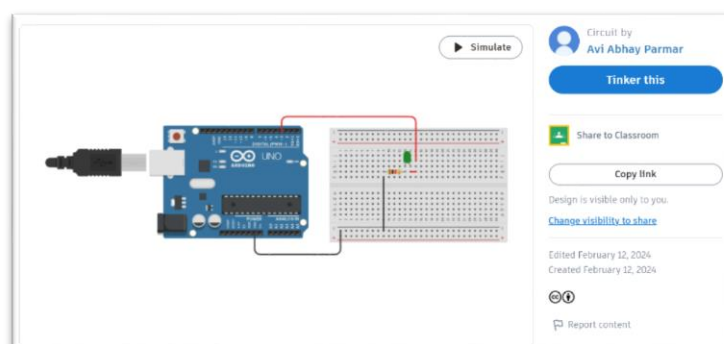 Simulate
Circuit by
Avi Abhay Parmar
Tinker this
Share to Classroom
Copy link
Design is visible only to you.
Change visibility to share
Edited February 12, 2024
Created February 12, 2024
Report content
UNO